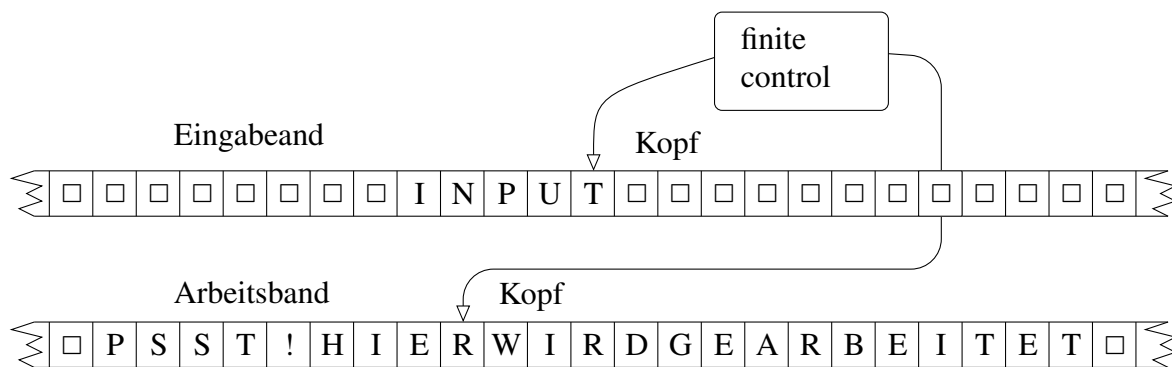 finite
control
Eingabeand
Kopf
□ □ □ □ □ □ □ □ I N P U T □ □ □ □ □ □ □ □ □ □ □ □
Arbeitsband
Kopf
□ P S S T ! H I E R W I R D G E A R B E I T E T □